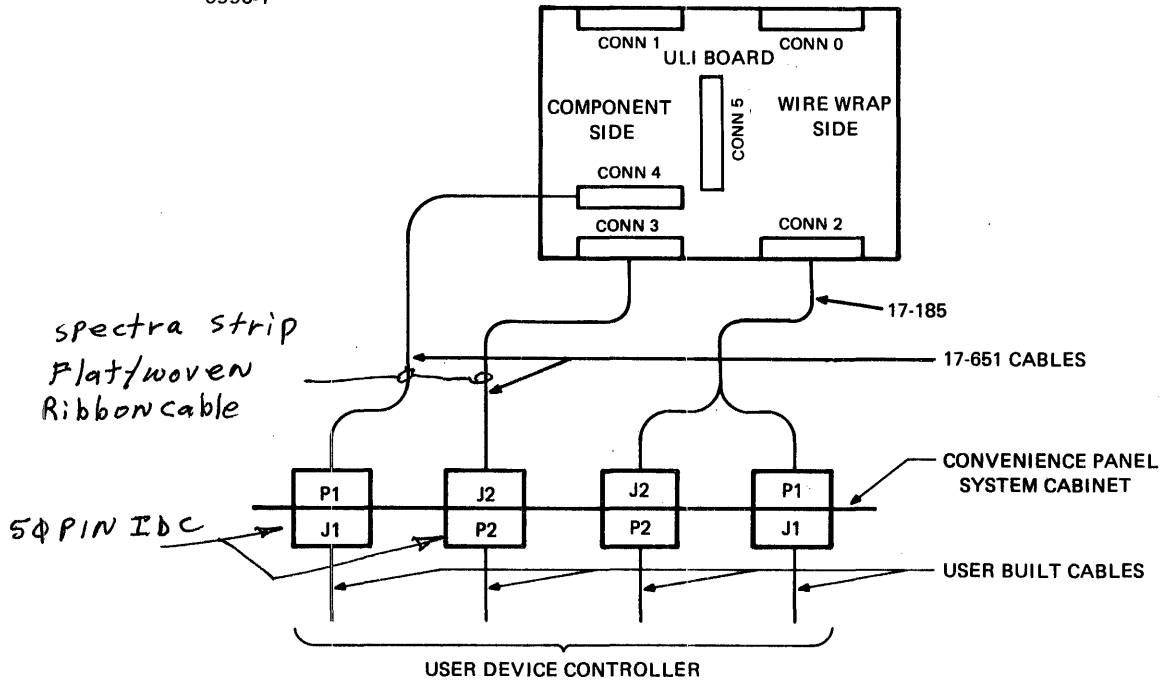 CONN 1
CONN 0
ULI BOARD
COMPONENT
SIDE
CONN 5
WIRE WRAP
SIDE
CONN 4
CONN 3
CONN 2
17-185
spectra strip
Flat/woven
Ribbon cable
17-651 CABLES
P1
J2
J2
P1
CONVENIENCE PANEL
SYSTEM CABINET
50 PIN IDC
J1
P2
P2
J1
USER BUILT CABLES
USER DEVICE CONTROLLER